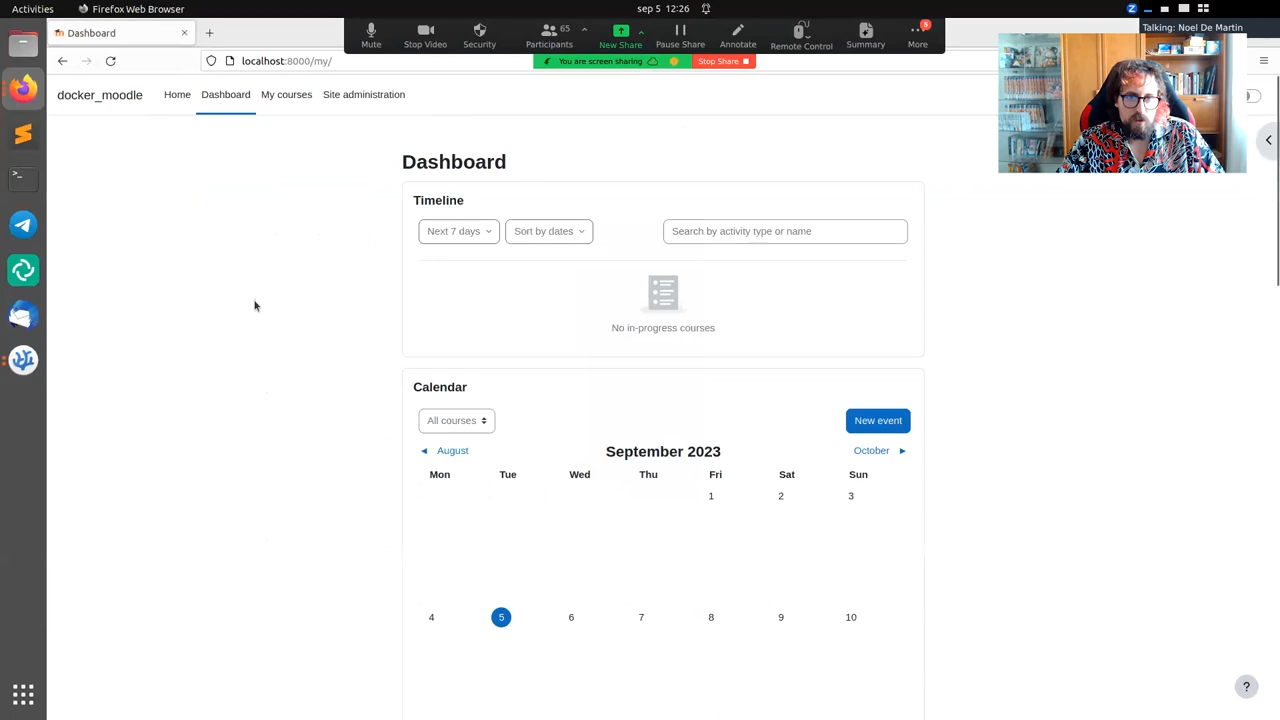 Activities
Firefox Web Browser
sep 5 12:26
Dashboard
Mute
Stop Video
Security
65
Participants
New Share
Pause Share
Annotate
Remote Control
Summary
5
More
Talking: Noel De Martin
localhost:8000/my/
You are screen sharing
Stop Share
docker_moodle
Home
Dashboard
My courses
Site administration
Dashboard
Timeline
Next 7 days
Sort by dates
Search by activity type or name
No in-progress courses
Calendar
All courses
New event
◄ August
September 2023
October ►
Mon Tue Wed Thu Fri Sat Sun
1 2 3
4 5 6 7 8 9 10
?